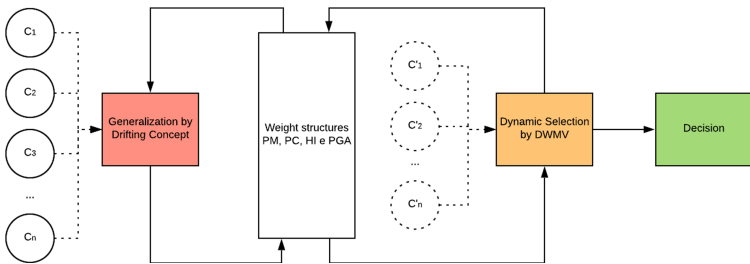 C1
C2
C3
...
Cn
Generalization by
Drifting Concept
Weight structures
PM, PC, HI e PGA
C'1
C'2
...
C'n
Dynamic Selection
by DWMV
Decision